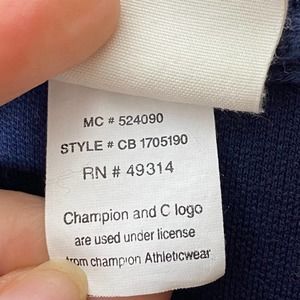 MC # 524090
STYLE # CB 1705190
RN # 49314
Champion and C logo
are used under license
from champion Athleticwear